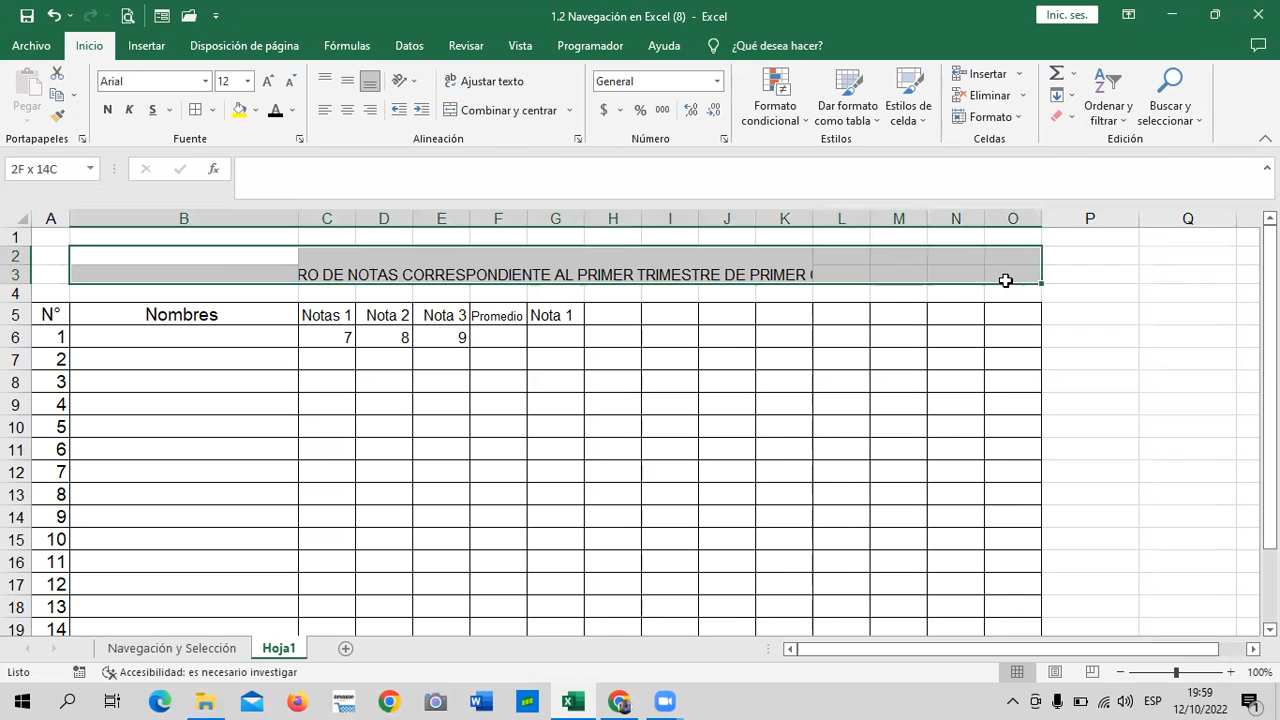 1.2 Navegación en Excel (8) - Excel
Inic. ses.
Archivo Inicio Insertar Disposición de página Fórmulas Datos Revisar Vista Programador Ayuda ¿Qué desea hacer?
Pegar
Arial 12
Ajustar texto
General
Formato condicional
Dar formato como tabla
Estilos de celda
Insertar
Eliminar
Formato
Ordenar y filtrar
Buscar y seleccionar
N K S
Combinar y centrar
$ % 000
Portapapeles Fuente Alineación Número Estilos Celdas Edición
2F x 14C fx
A B C D E F G H I J K L M N O P Q
1
2
3 RO DE NOTAS CORRESPONDIENTE AL PRIMER TRIMESTRE DE PRIMER
4
5 N° Nombres Notas 1 Nota 2 Nota 3 Promedio Nota 1
6 1 7 8 9
7 2
8 3
9 4
10 5
11 6
12 7
13 8
14 9
15 10
16 11
17 12
18 13
19 14
Navegación y Selección Hoja1
Listo Accesibilidad: es necesario investigar 100%
ESP 19:59
12/10/2022